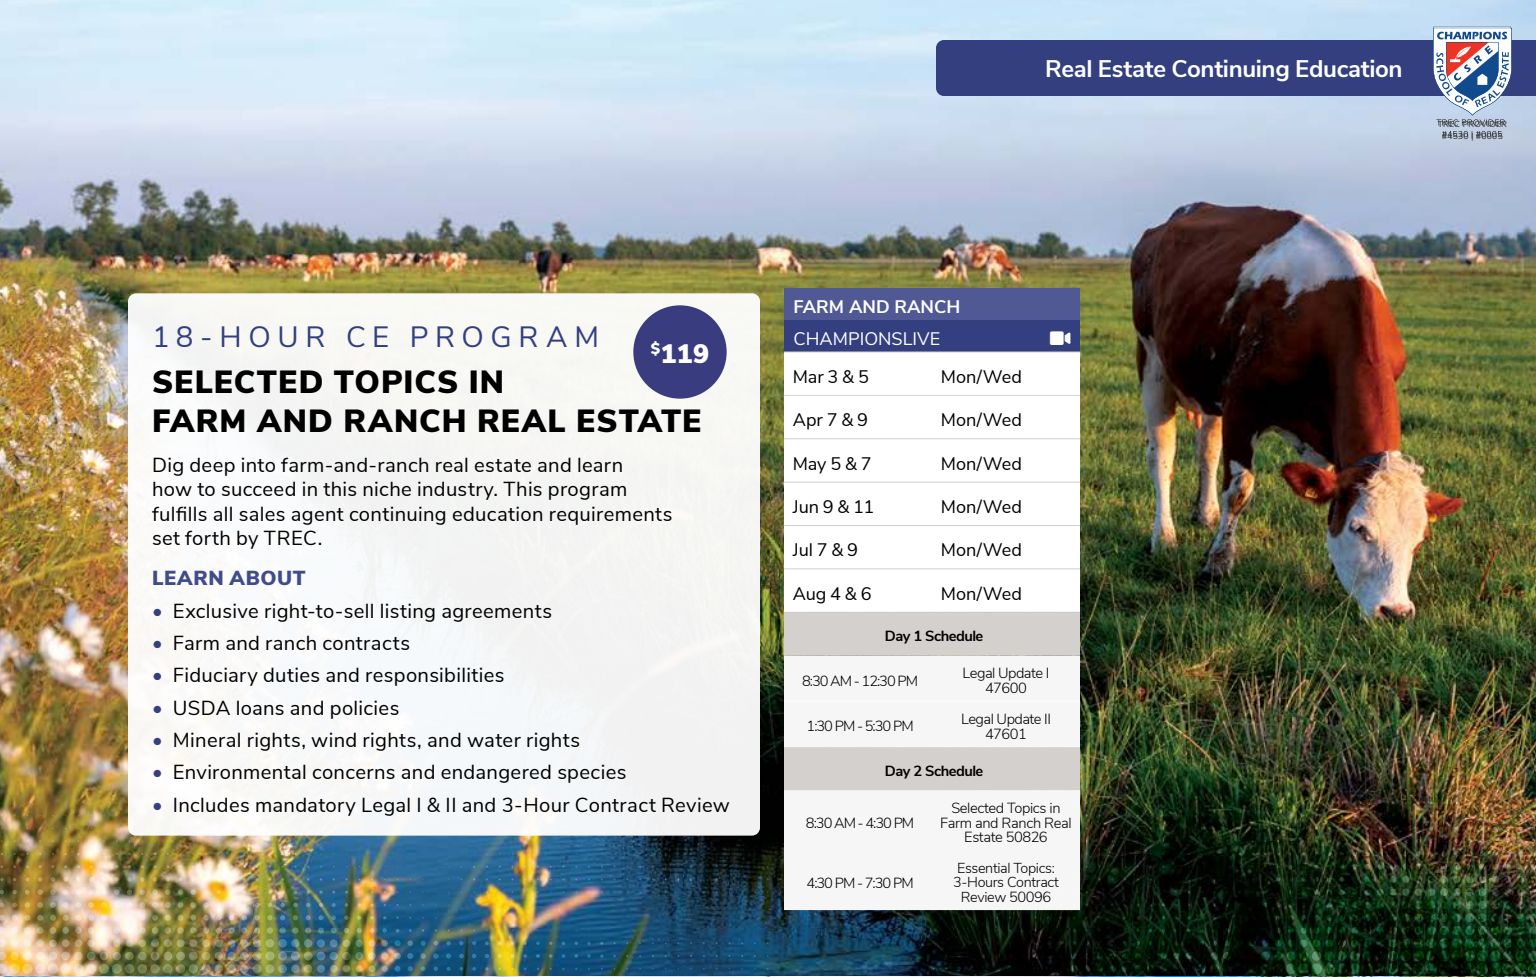 Real Estate Continuing Education
CHAMPIONS
SCHOOL OF REAL ESTATE
CSRE
TREC PROVIDER
#4530 | #0005
18-HOUR CE PROGRAM
$119
SELECTED TOPICS IN
FARM AND RANCH REAL ESTATE
Dig deep into farm-and-ranch real estate and learn
how to succeed in this niche industry. This program
fulfills all sales agent continuing education requirements
set forth by TREC.
LEARN ABOUT
• Exclusive right-to-sell listing agreements
• Farm and ranch contracts
• Fiduciary duties and responsibilities
• USDA loans and policies
• Mineral rights, wind rights, and water rights
• Environmental concerns and endangered species
• Includes mandatory Legal I & II and 3-Hour Contract Review
FARM AND RANCH
CHAMPIONSLIVE
Mar 3 & 5 Mon/Wed
Apr 7 & 9 Mon/Wed
May 5 & 7 Mon/Wed
Jun 9 & 11 Mon/Wed
Jul 7 & 9 Mon/Wed
Aug 4 & 6 Mon/Wed
Day 1 Schedule
8:30 AM - 12:30 PM
Legal Update I
47600
1:30 PM - 5:30 PM
Legal Update II
47601
Day 2 Schedule
8:30 AM - 4:30 PM
Selected Topics in
Farm and Ranch Real
Estate 50826
4:30 PM - 7:30 PM
Essential Topics:
3-Hours Contract
Review 50096